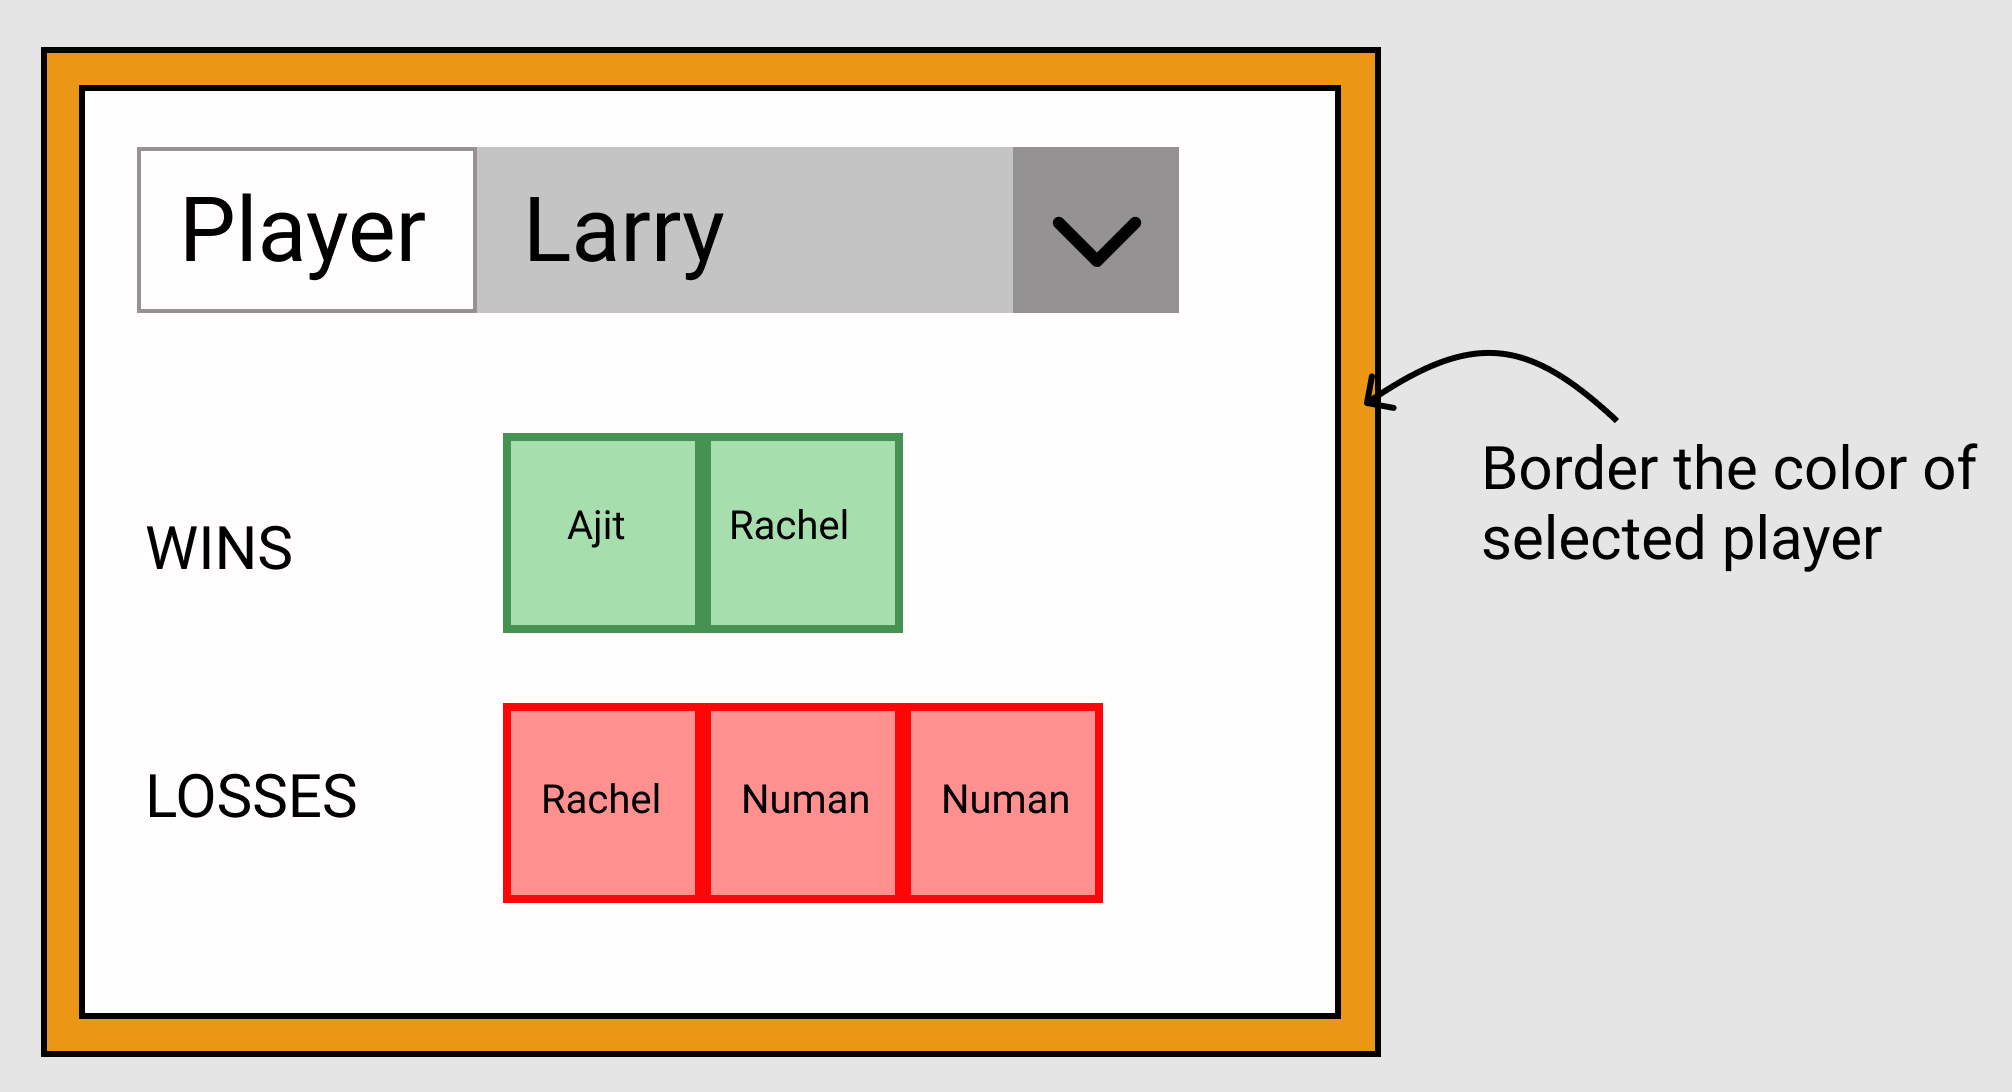 Player Larry
WINS
Ajit Rachel
LOSSES
Rachel Numan Numan
Border the color of
selected player